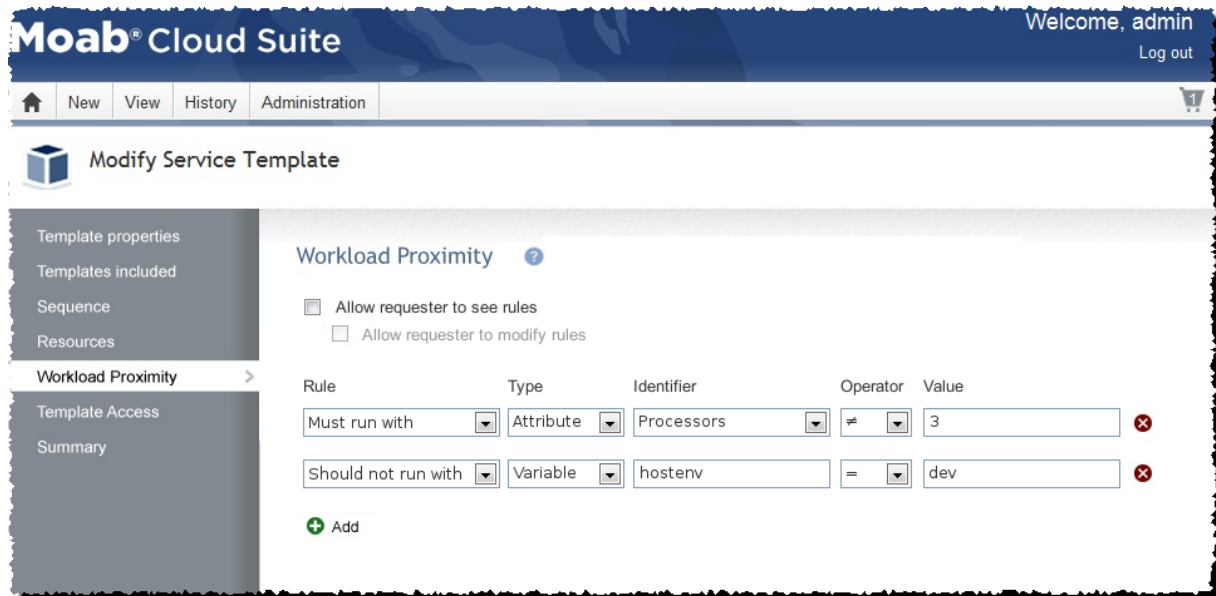 Moab® Cloud Suite
Welcome, admin
Log out
New View History Administration
1
Modify Service Template
Template properties
Templates included
Sequence
Resources
Workload Proximity >
Template Access
Summary
Workload Proximity ?
Allow requester to see rules
Allow requester to modify rules
Rule Type Identifier Operator Value
Must run with Attribute Processors ≠ 3
Should not run with Variable hostenv = dev
Add